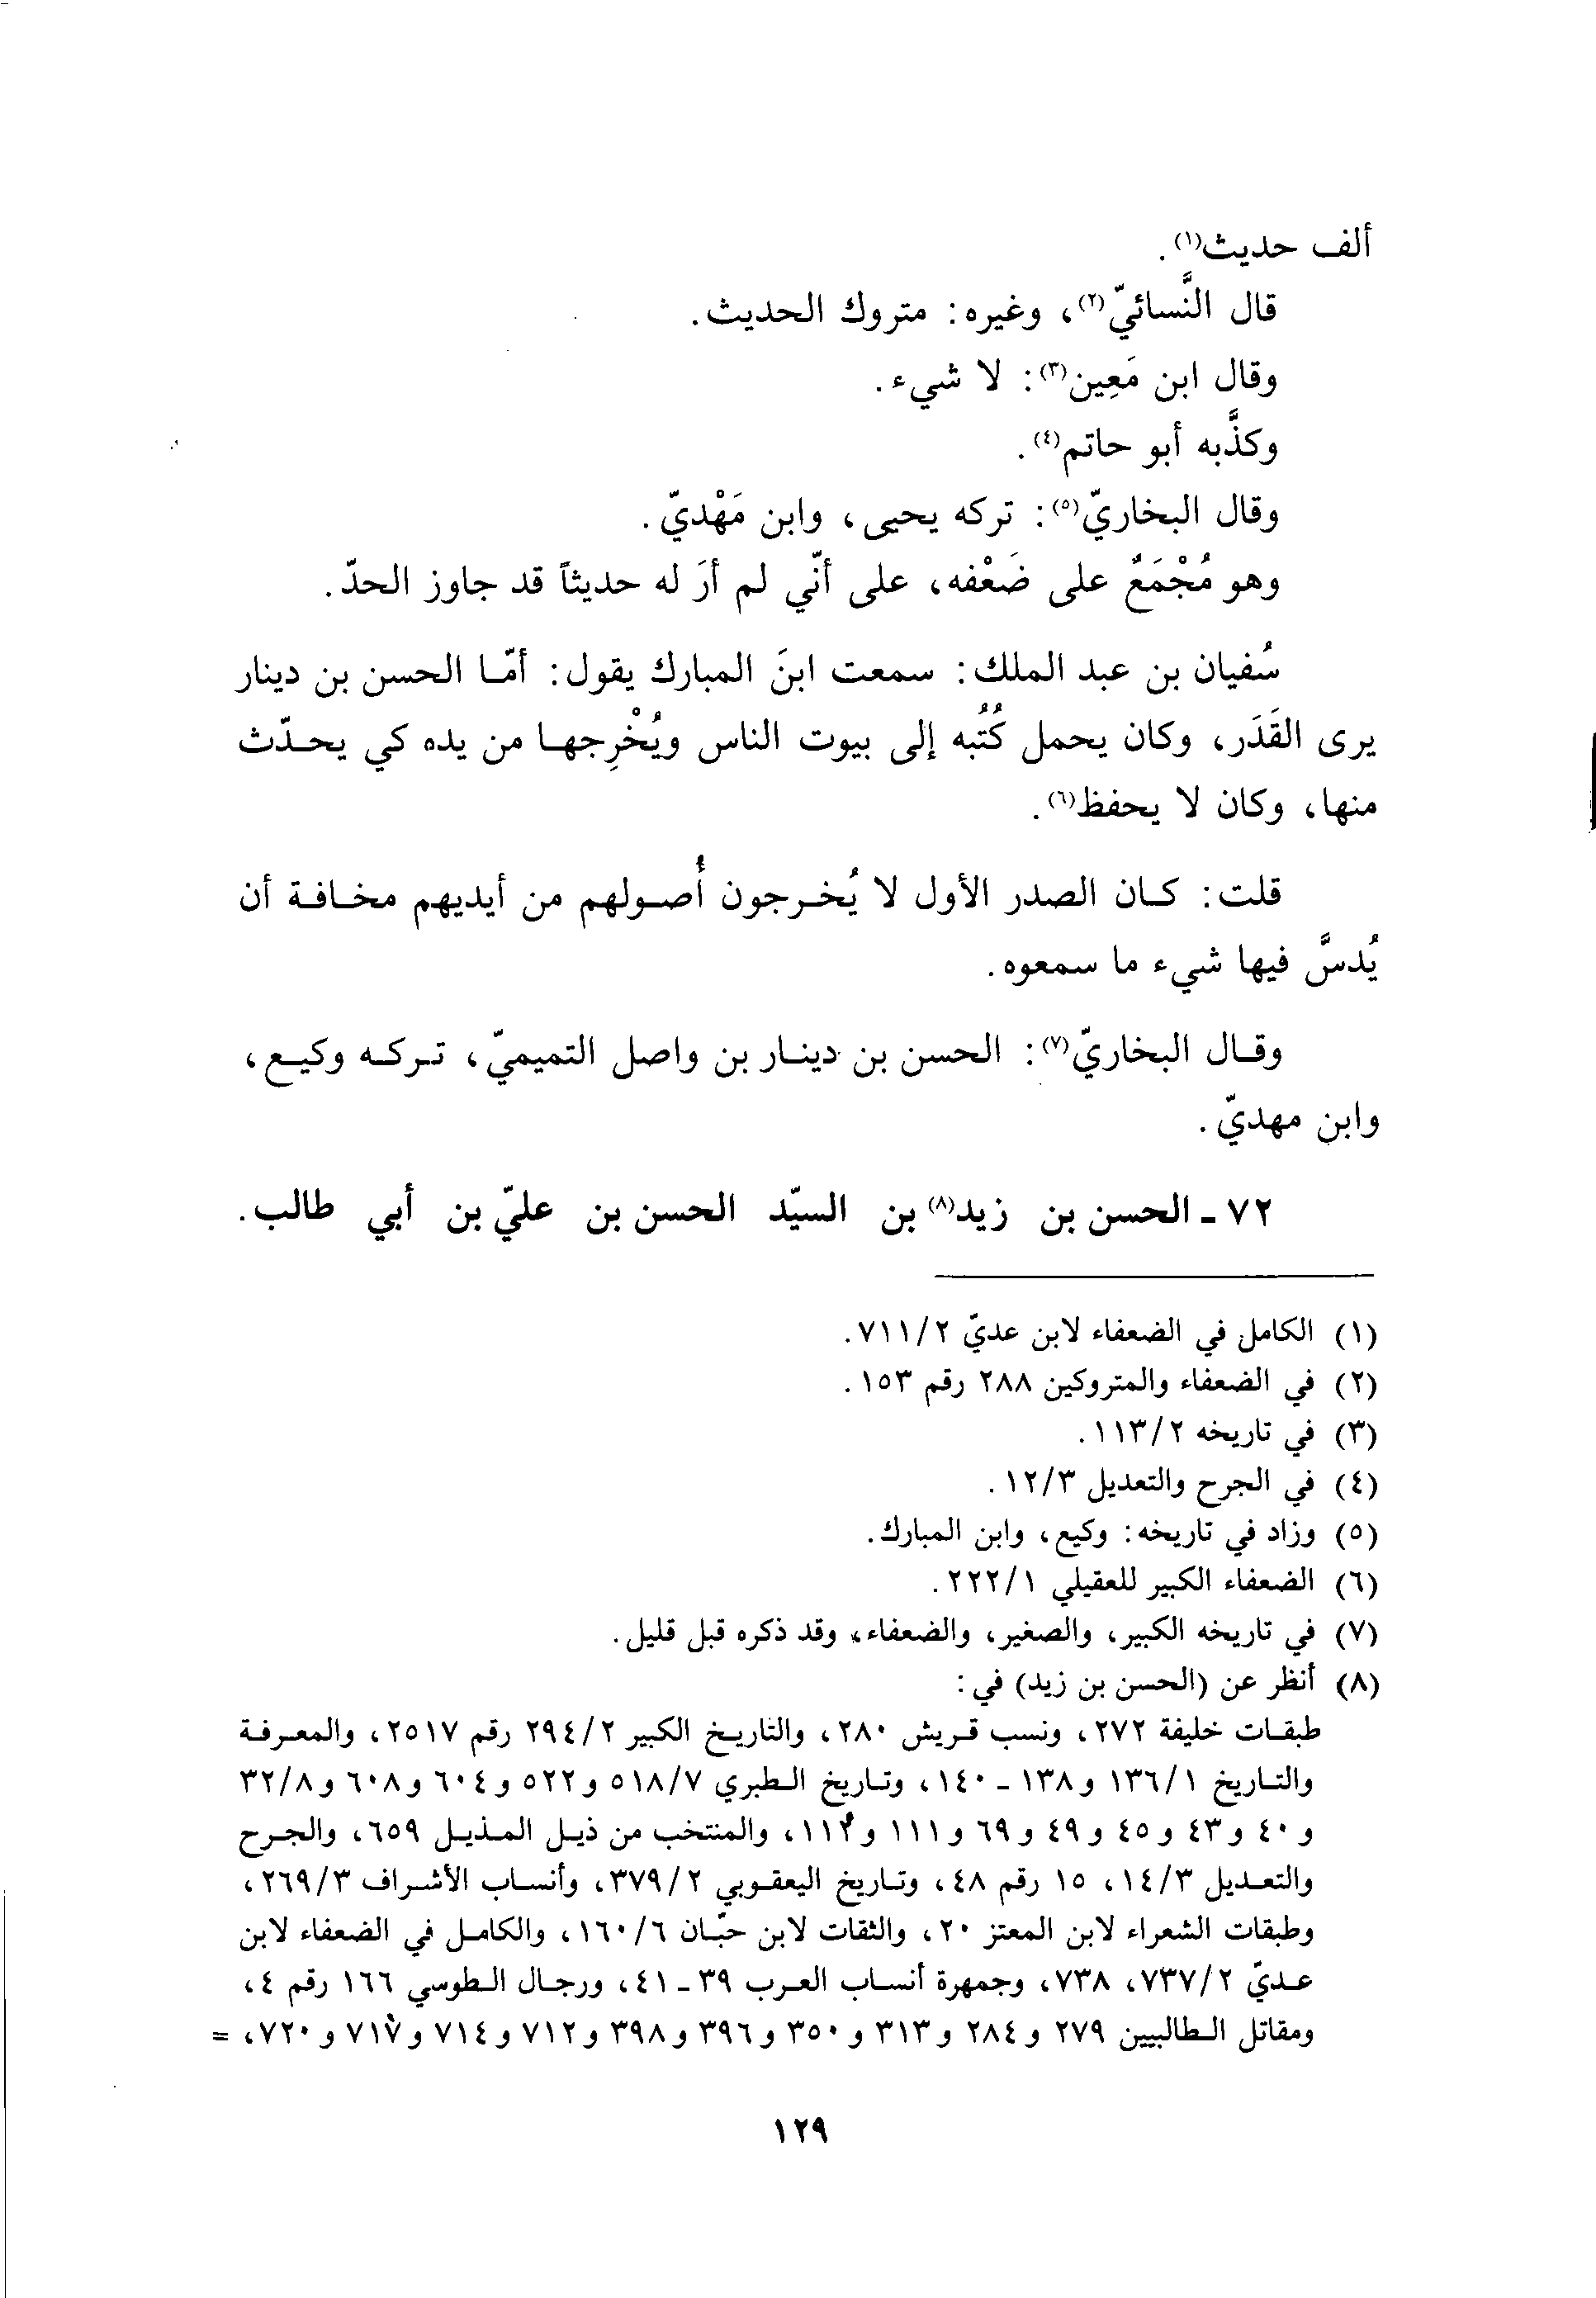 ألف حديث(١).
قال النَّسائيّ(٢)، وغيره: متروك الحديث.
وقال ابن مَعِين(٣): لا شيء.
وكذَّبه أبو حاتم(٤).
وقال البخاريّ(٥): تركه يحيى، وابن مَهْديّ.
وهو مُجْمَعٌ على ضَعْفه، على أنّي لم أرَ له حديثاً قد جاوز الحدّ.
سُفيان بن عبد الملك: سمعت ابنَ المبارك يقول: أمّا الحسن بن دينار
يرى القَدَر، وكان يحمل كُتُبه إلى بيوت الناس ويُخْرِجها من يده كي يحدّث
منها، وكان لا يحفظ(٦).
قلت: كان الصدر الأول لا يُخرجون أُصولهم من أيديهم مخافة أن
يُدسَّ فيها شيء ما سمعوه.
وقال البخاريّ(٧): الحسن بن دينار بن واصل التميميّ، تركه وكيع،
وابن مهديّ.
٧٢ - الحسن بن زيد(٨) بن السيّد الحسن بن عليّ بن أبي طالب.
(١) الكامل في الضعفاء لابن عديّ ٧١١/٢.
(٢) في الضعفاء والمتروكين ٢٨٨ رقم ١٥٣.
(٣) في تاريخه ١١٣/٢.
(٤) في الجرح والتعديل ١٢/٣.
(٥) وزاد في تاريخه: وكيع، وابن المبارك.
(٦) الضعفاء الكبير للعقيلي ٢٢٢/١.
(٧) في تاريخه الكبير، والصغير، والضعفاء، وقد ذكره قبل قليل.
(٨) أنظر عن (الحسن بن زيد) في:
طبقات خليفة ٢٧٢، ونسب قريش ٢٨٠، والتاريخ الكبير ٢٩٤/٢ رقم ٢٥١٧، والمعرفة
والتاريخ ١٣٦/١ و١٣٨ - ١٤٠، وتاريخ الطبري ٥١٨/٧ و٥٢٢ و٦٠٤ و٦٠٨ و٣٢/٨
و٤٠ و٤٣ و٤٥ و٤٩ و٦٩ و١١١ و١١٢، والمنتخب من ذيل المذيل ٦٥٩، والجرح
والتعديل ١٤/٣، ١٥ رقم ٤٨، وتاريخ اليعقوبي ٣٧٩/٢، وأنساب الأشراف ٢٦٩/٣،
وطبقات الشعراء لابن المعتز ٢٠، والثقات لابن حبّان ١٦٠/٦، والكامل في الضعفاء لابن
عديّ ٧٣٧/٢، ٧٣٨، وجمهرة أنساب العرب ٣٩ - ٤١، ورجال الطوسي ١٦٦ رقم ٤،
ومقاتل الطالبيين ٢٧٩ و٢٨٤ و٣١٣ و٣٥٠ و٣٩٦ و٣٩٨ و٧١٢ و٧١٤ و٧١٧ و٧٢٠، =
١٢٩